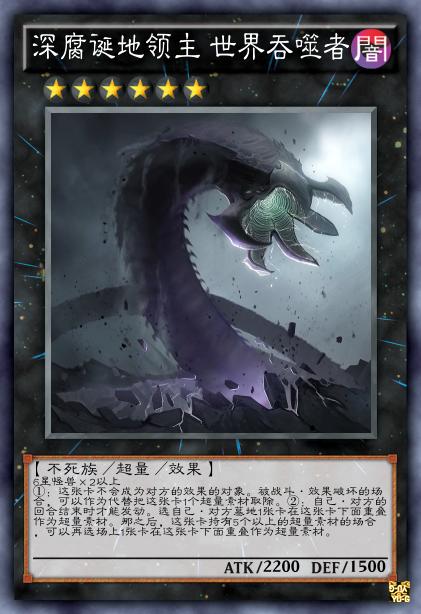 深腐诞地领主 世界吞噬者 闇
【不死族／超量／效果】
6星怪兽×2以上
①：这张卡不会成为对方的效果的对象。被战斗·效果破坏的场
合，可以作为代替把这张卡1个超量素材取除。②：自己·对方的
回合结束时才能发动。选自己·对方墓地1张卡在这张卡下面重叠
作为超量素材。那之后，这张卡持有5个以上的超量素材的场合
，可以再选场上1张卡在这张卡下面重叠作为超量素材。
ATK/2200 DEF/1500